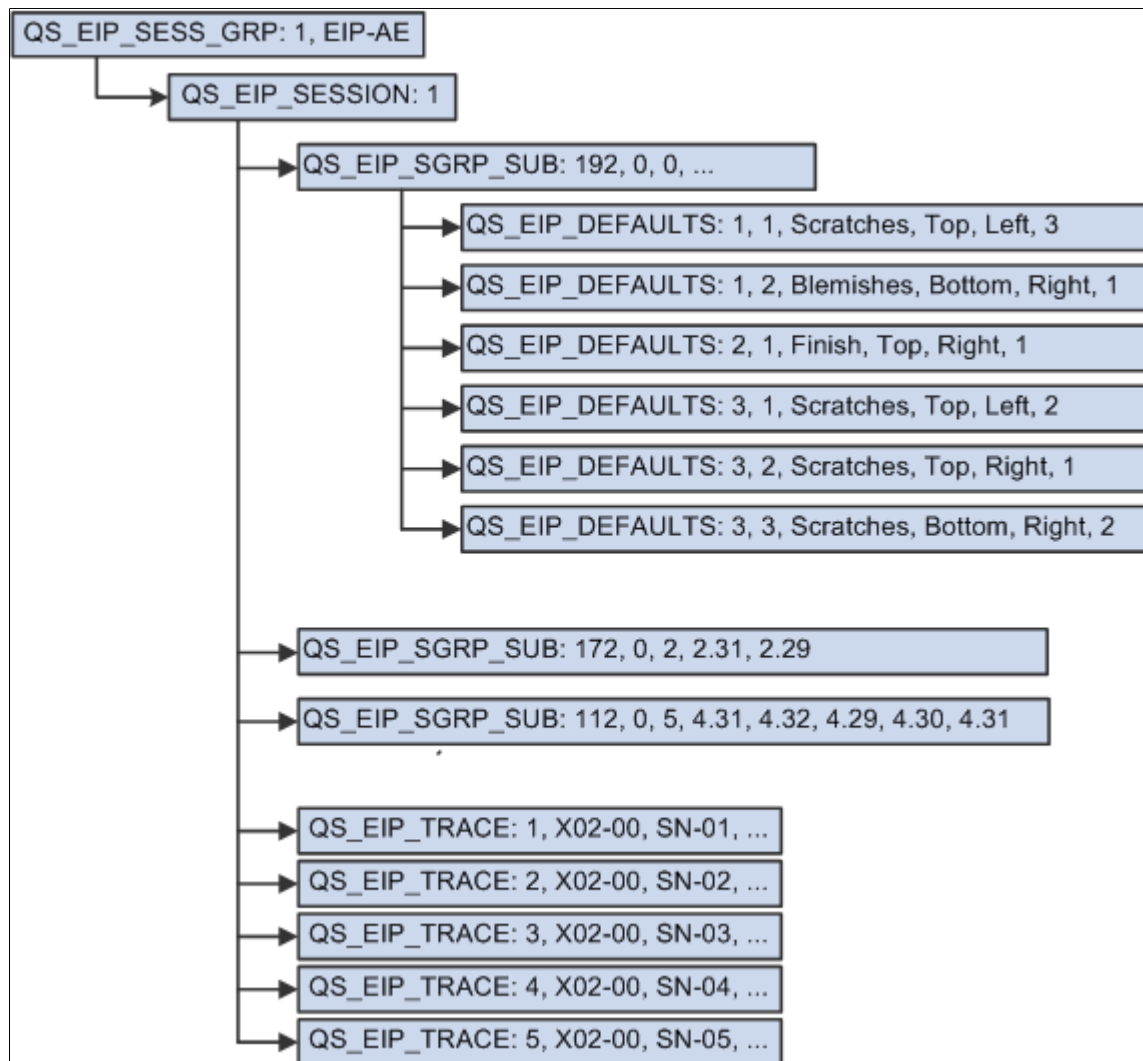 QS_EIP_SESS_GRP: 1, EIP-AE
QS_EIP_SESSION: 1
QS_EIP_SGRP_SUB: 192, 0, 0, ...
QS_EIP_DEFAULTS: 1, 1, Scratches, Top, Left, 3
QS_EIP_DEFAULTS: 1, 2, Blemishes, Bottom, Right, 1
QS_EIP_DEFAULTS: 2, 1, Finish, Top, Right, 1
QS_EIP_DEFAULTS: 3, 1, Scratches, Top, Left, 2
QS_EIP_DEFAULTS: 3, 2, Scratches, Top, Right, 1
QS_EIP_DEFAULTS: 3, 3, Scratches, Bottom, Right, 2
QS_EIP_SGRP_SUB: 172, 0, 2, 2.31, 2.29
QS_EIP_SGRP_SUB: 112, 0, 5, 4.31, 4.32, 4.29, 4.30, 4.31
QS_EIP_TRACE: 1, X02-00, SN-01, ...
QS_EIP_TRACE: 2, X02-00, SN-02, ...
QS_EIP_TRACE: 3, X02-00, SN-03, ...
QS_EIP_TRACE: 4, X02-00, SN-04, ...
QS_EIP_TRACE: 5, X02-00, SN-05, ...